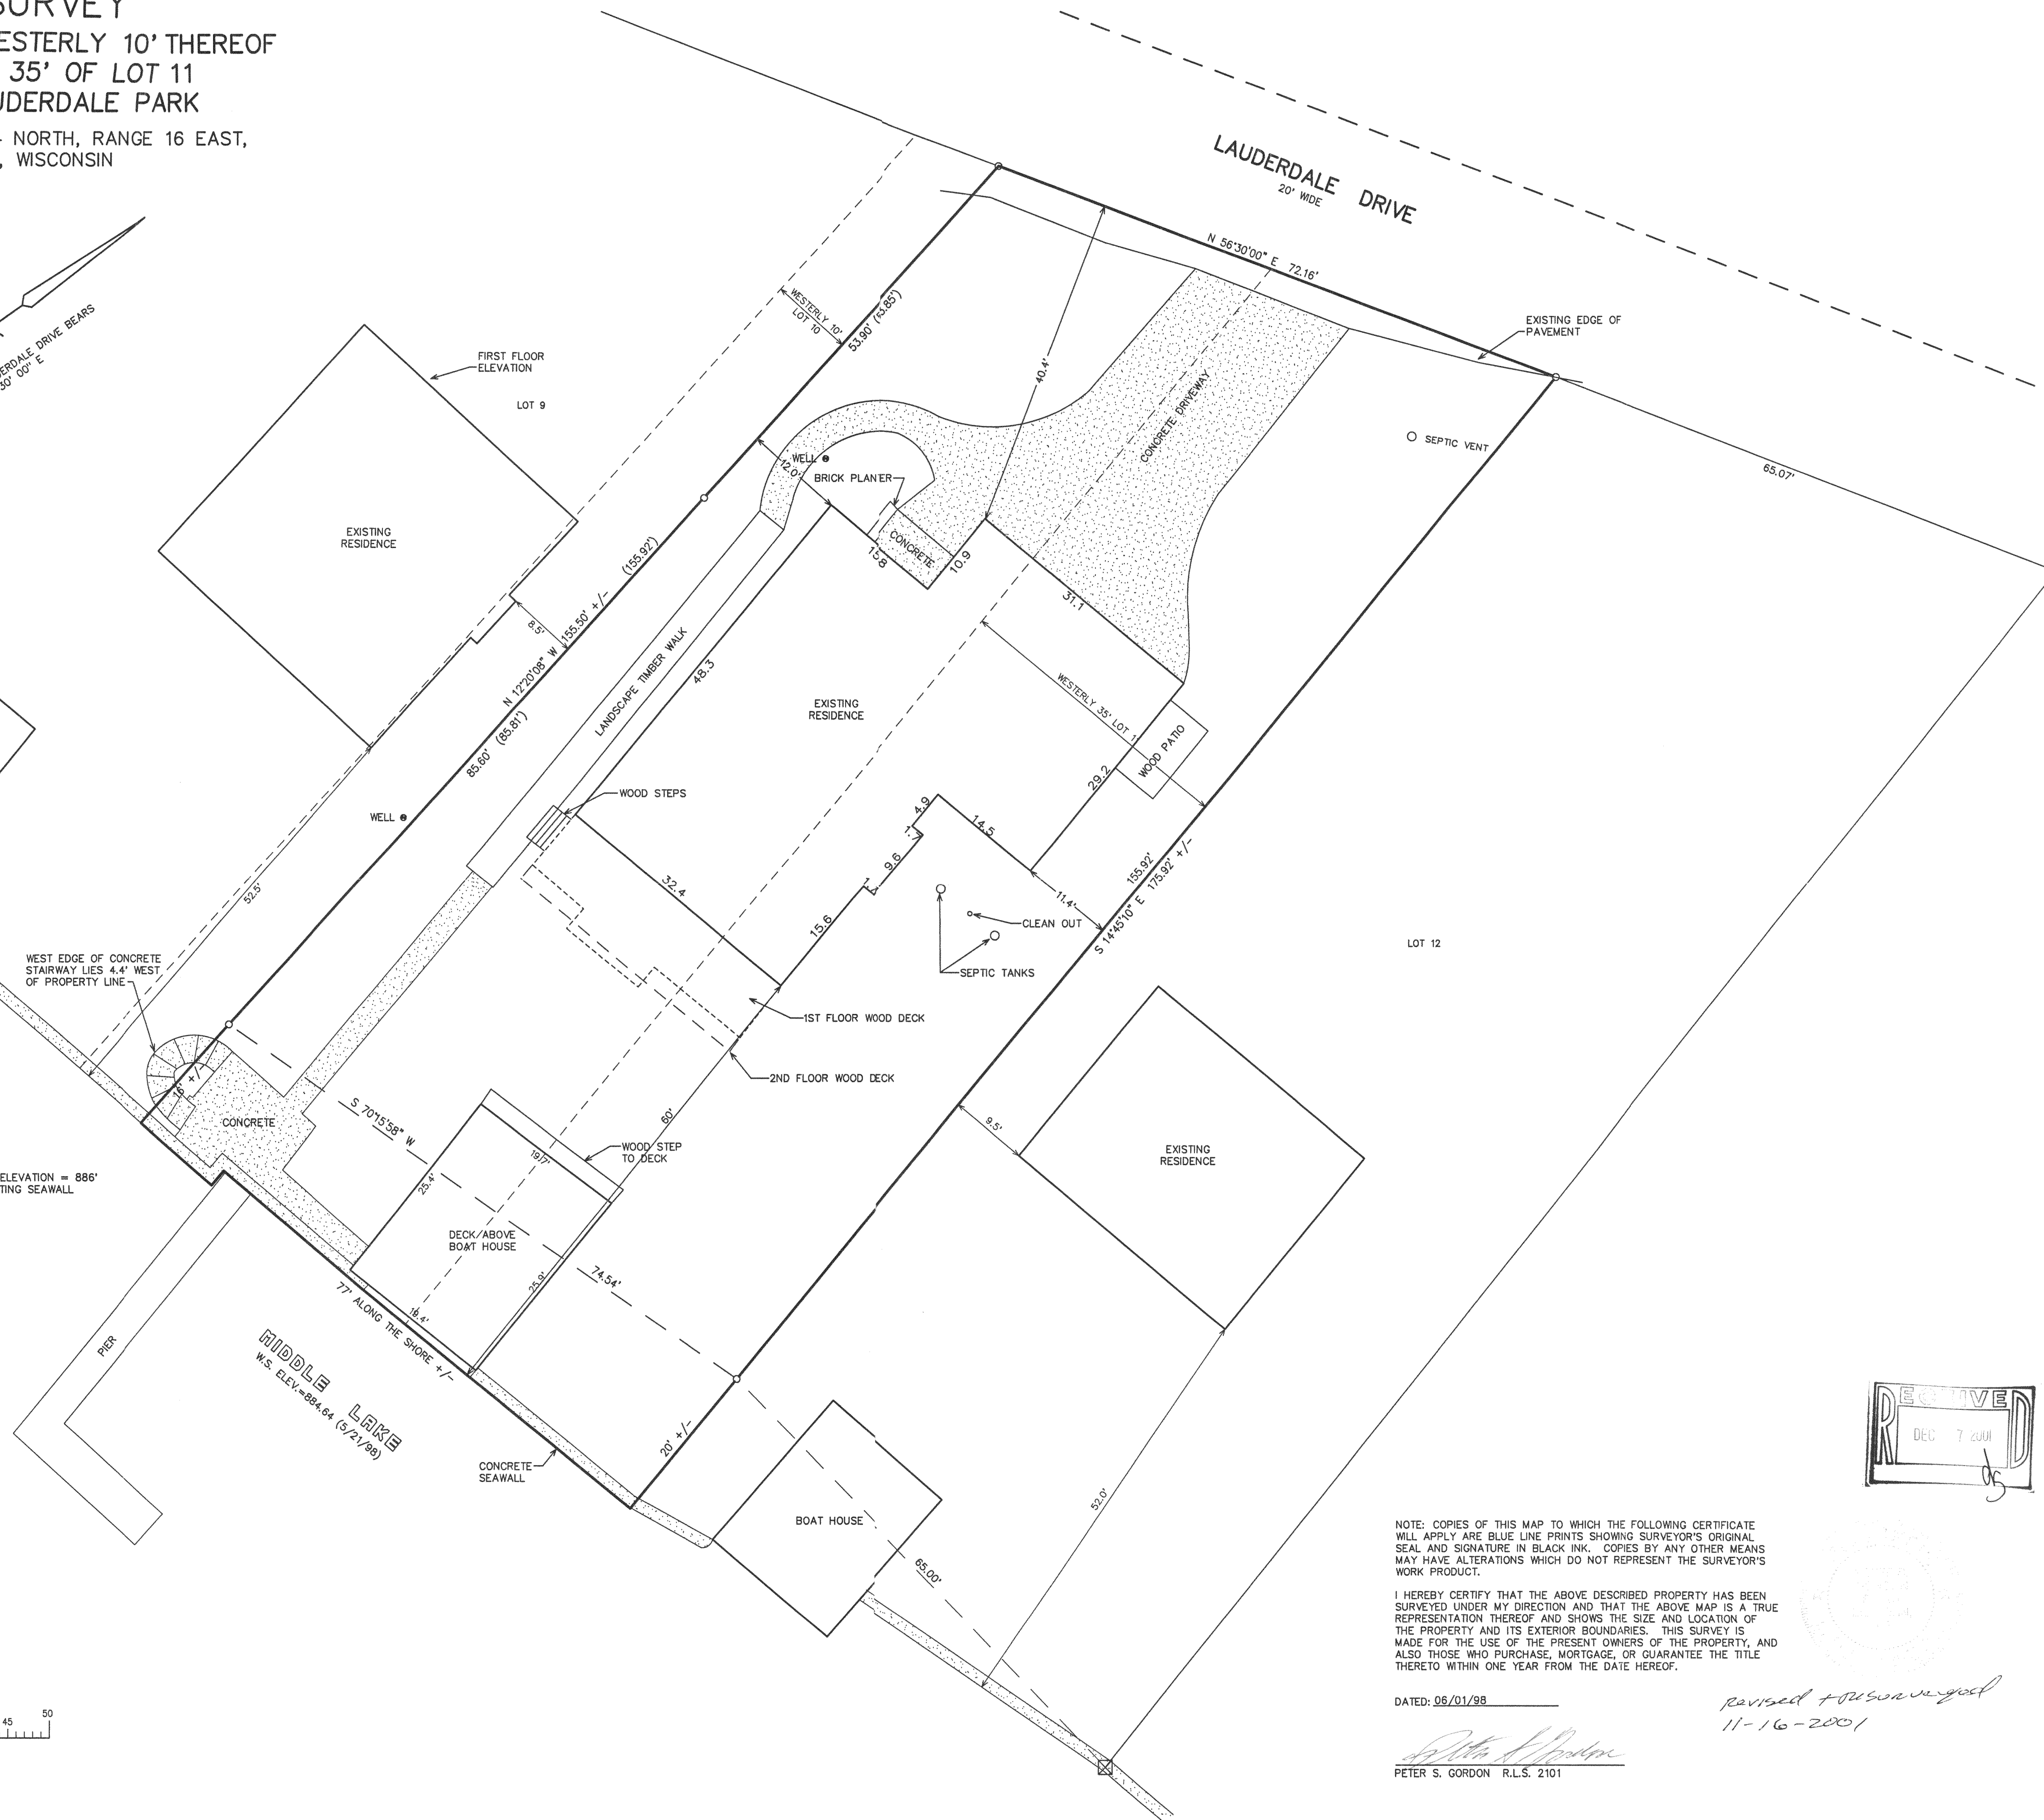 SURVEY
ESTERLY 10' THEREOF
35' OF LOT 11
UDERDALE PARK
NORTH, RANGE 16 EAST,
, WISCONSIN
ERDALE DRIVE BEARS
30' 00" E
LAUDERDALE DRIVE
20' WIDE
N 56°30'00" E 72.16'
EXISTING EDGE OF
PAVEMENT
65.07'
SEPTIC VENT
WESTERLY 10'
LOT 10
53.90' (53.85')
40.4'
CONCRETE DRIVEWAY
FIRST FLOOR
ELEVATION
LOT 9
EXISTING
RESIDENCE
WELL
12.0'
BRICK PLANER
CONCRETE
15.8
10.9
31.1
(155.92')
N 12°20'08" W 155.50' +/-
8.5'
85.60' (85.81')
LANDSCAPE TIMBER WALK
48.3
EXISTING
RESIDENCE
WESTERLY 35' LOT 11
WOOD PATIO
29.2
WOOD STEPS
WELL
4.9
14.5
1.7
9.6
32.4
15.6
11.4'
155.92'
S 14°45'10" E 175.92' +/-
CLEAN OUT
SEPTIC TANKS
LOT 12
52.5'
WEST EDGE OF CONCRETE
STAIRWAY LIES 4.4' WEST
OF PROPERTY LINE
1ST FLOOR WOOD DECK
2ND FLOOR WOOD DECK
16' +/-
CONCRETE
S 70°15'58" W
60'
WOOD STEP
TO DECK
19.7'
25.4'
9.5'
EXISTING
RESIDENCE
ELEVATION = 886'
TING SEAWALL
DECK ABOVE
BOAT HOUSE
25.9'
74.54'
19.4'
77' ALONG THE SHORE +/-
PIER
MIDDLE LAKE
W.S. ELEV.=884.64 (5/21/98)
20' +/-
CONCRETE
SEAWALL
BOAT HOUSE
52.0'
65.00'
RECEIVED
DEC 7 2001
NOTE: COPIES OF THIS MAP TO WHICH THE FOLLOWING CERTIFICATE
WILL APPLY ARE BLUE LINE PRINTS SHOWING SURVEYOR'S ORIGINAL
SEAL AND SIGNATURE IN BLACK INK. COPIES BY ANY OTHER MEANS
MAY HAVE ALTERATIONS WHICH DO NOT REPRESENT THE SURVEYOR'S
WORK PRODUCT.
I HEREBY CERTIFY THAT THE ABOVE DESCRIBED PROPERTY HAS BEEN
SURVEYED UNDER MY DIRECTION AND THAT THE ABOVE MAP IS A TRUE
REPRESENTATION THEREOF AND SHOWS THE SIZE AND LOCATION OF
THE PROPERTY AND ITS EXTERIOR BOUNDARIES. THIS SURVEY IS
MADE FOR THE USE OF THE PRESENT OWNERS OF THE PROPERTY, AND
ALSO THOSE WHO PURCHASE, MORTGAGE, OR GUARANTEE THE TITLE
THERETO WITHIN ONE YEAR FROM THE DATE HEREOF.
DATED: 06/01/98
Revised + resurveyed
11-16-2001
PETER S. GORDON R.L.S. 2101
45 50